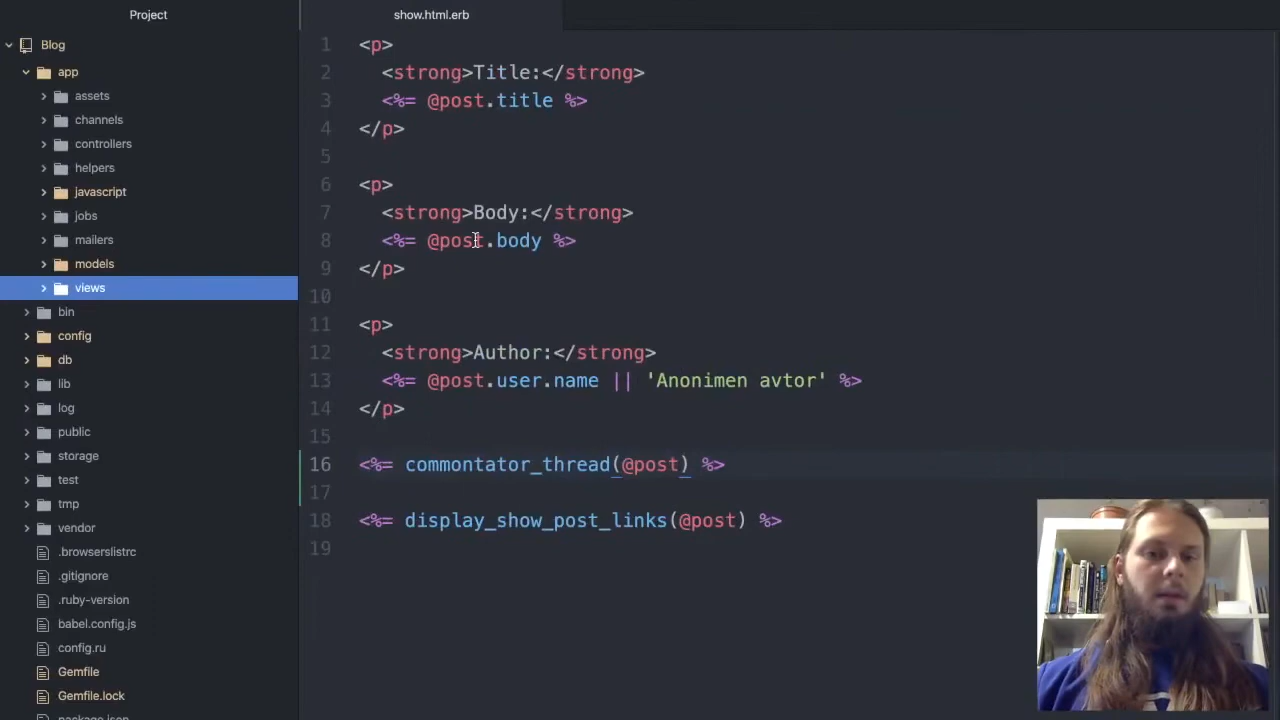 Project
show.html.erb
Blog
app
assets
channels
controllers
helpers
javascript
jobs
mailers
models
views
bin
config
db
lib
log
public
storage
test
tmp
vendor
.browserslistrc
.gitignore
.ruby-version
babel.config.js
config.ru
Gemfile
Gemfile.lock
package.json
1 <p>
2 <strong>Title:</strong>
3 <%= @post.title %>
4 </p>
5
6 <p>
7 <strong>Body:</strong>
8 <%= @post.body %>
9 </p>
10
11 <p>
12 <strong>Author:</strong>
13 <%= @post.user.name || 'Anonimen avtor' %>
14 </p>
15
16 <%= commontator_thread(@post) %>
17
18 <%= display_show_post_links(@post) %>
19